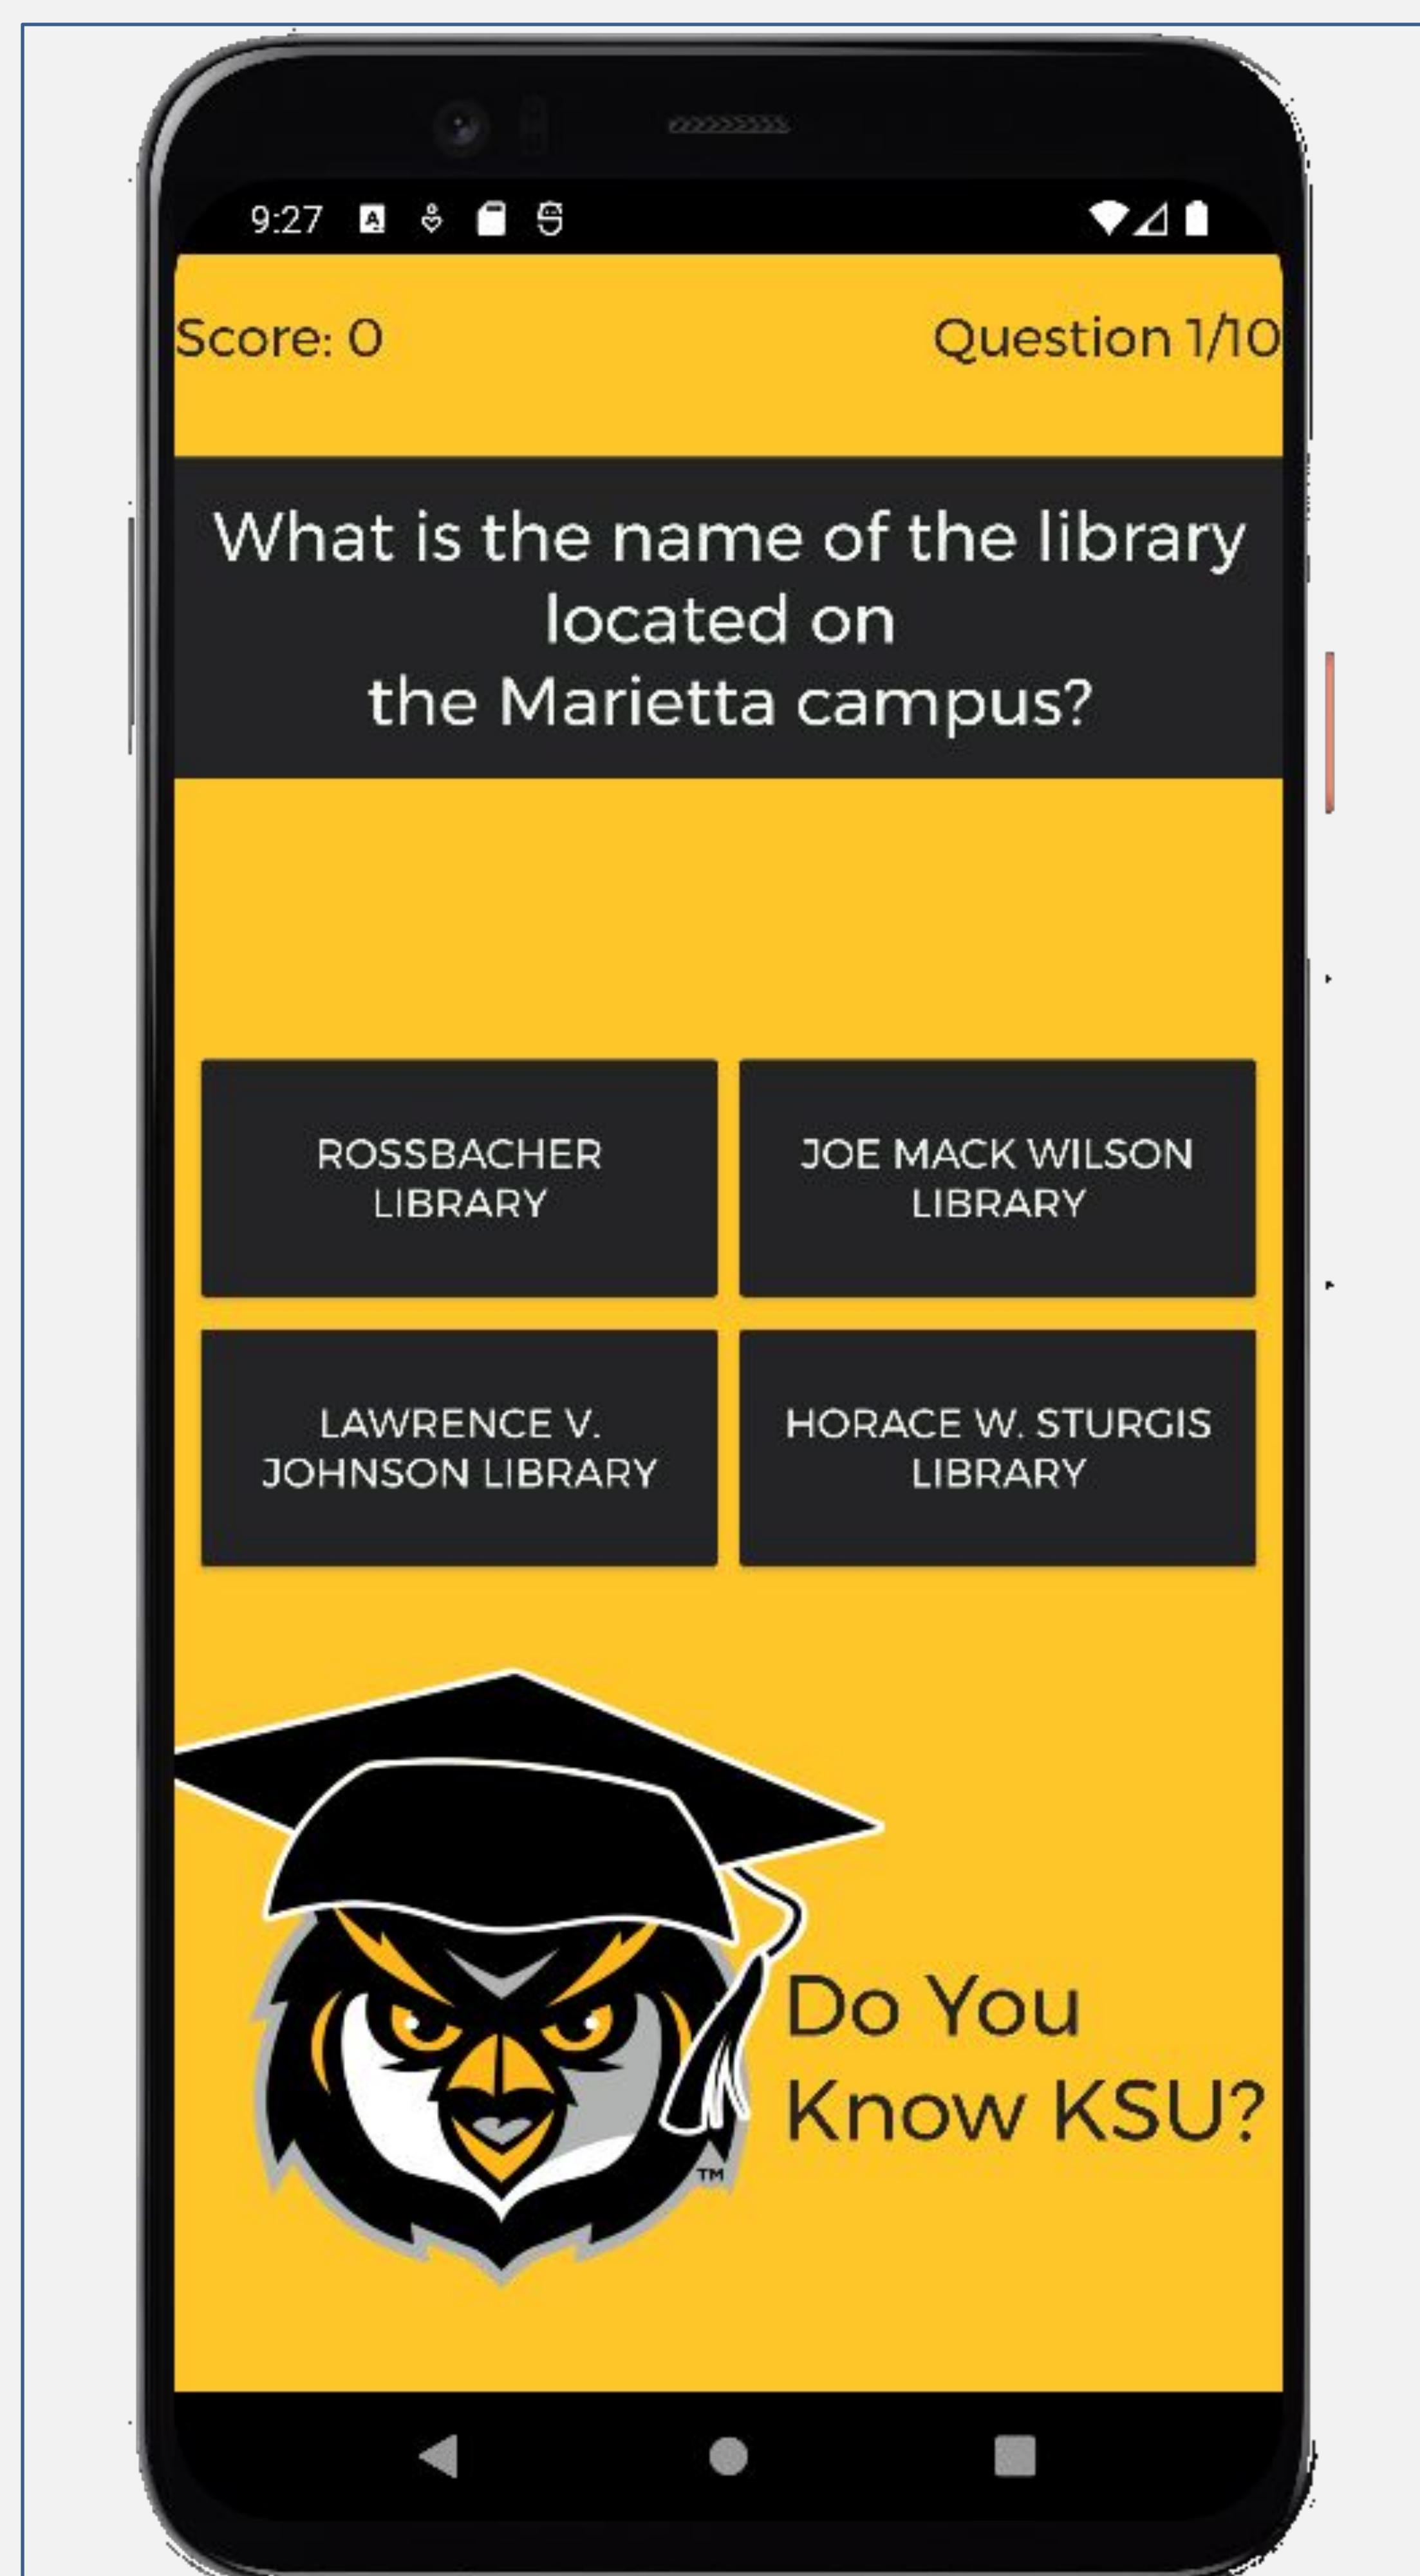 9:27
Score: 0
Question 1/10
What is the name of the library
located on
the Marietta campus?
ROSSBACHER
LIBRARY
JOE MACK WILSON
LIBRARY
LAWRENCE V.
JOHNSON LIBRARY
HORACE W. STURGIS
LIBRARY
Do You
Know KSU?
TM